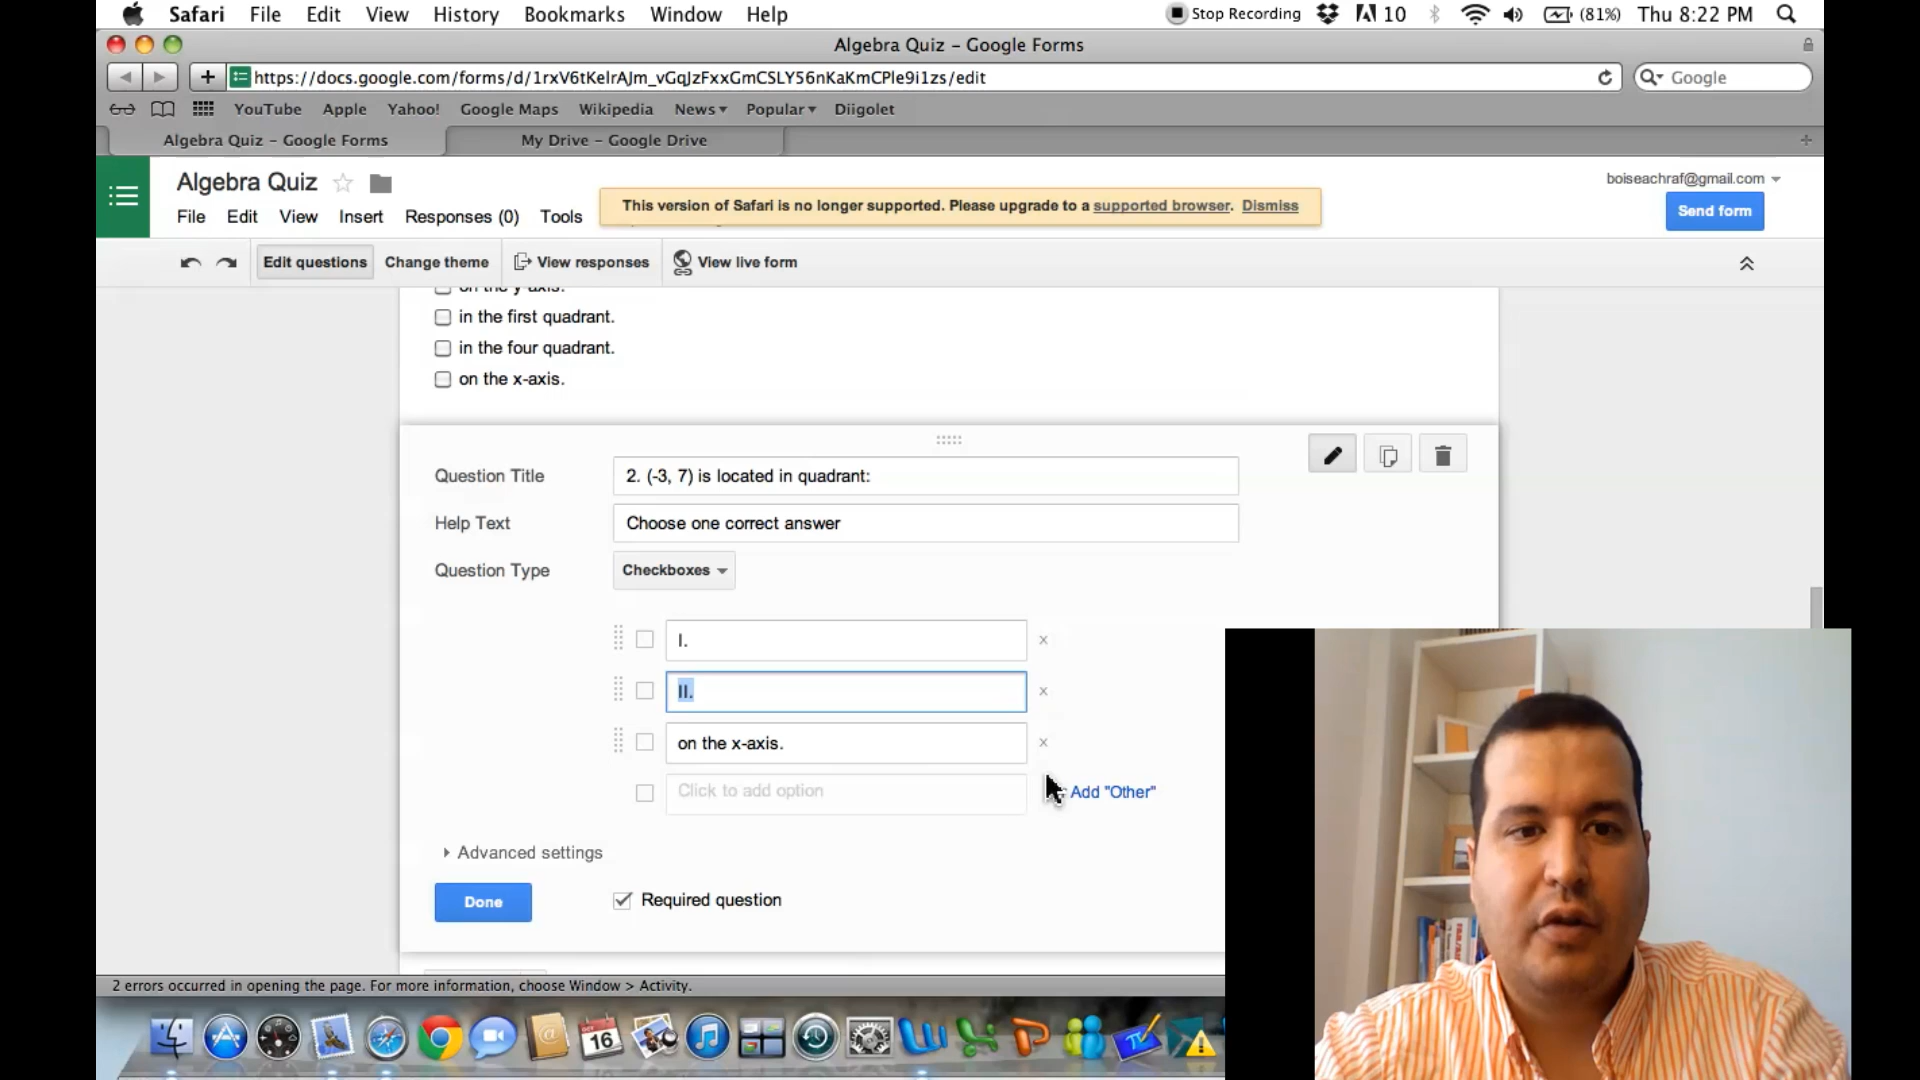 Safari File Edit View History Bookmarks Window Help Stop Recording 10 (81%) Thu 8:22 PM
Algebra Quiz – Google Forms
https://docs.google.com/forms/d/1rxV6tKelrAJm_vGqJzFxxGmCSLY56nKaKmCPle9i1zs/edit Google
YouTube Apple Yahoo! Google Maps Wikipedia News Popular Diigolet
Algebra Quiz – Google Forms My Drive – Google Drive
Algebra Quiz
boiseachraf@gmail.com
This version of Safari is no longer supported. Please upgrade to a supported browser. Dismiss
File Edit View Insert Responses (0) Tools
Send form
Edit questions Change theme View responses View live form
on the y-axis.
in the first quadrant.
in the four quadrant.
on the x-axis.
Question Title 2. (-3, 7) is located in quadrant:
Help Text Choose one correct answer
Question Type Checkboxes
I.
II.
on the x-axis.
Click to add option Add "Other"
Advanced settings
Done Required question
2 errors occurred in opening the page. For more information, choose Window > Activity.
16